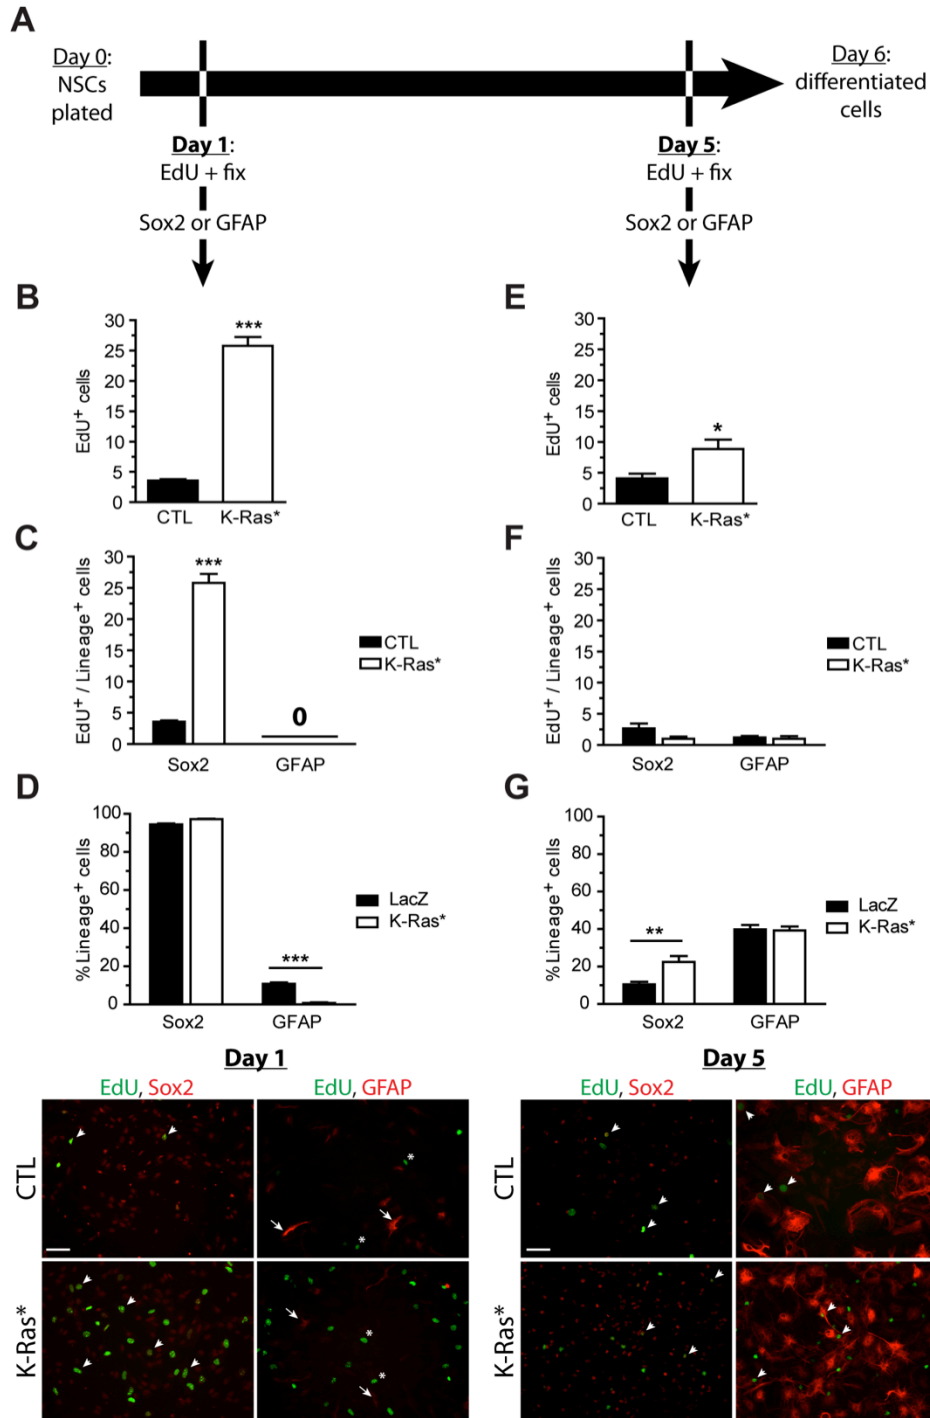 A
Day 0:
NSCs
plated
Day 6:
differentiated
cells
Day 1:
EdU + fix
Sox2 or GFAP
Day 5:
EdU + fix
Sox2 or GFAP
B
EdU+ cells
30
25
20
15
10
5
0
***
CTL
K-Ras*
E
EdU+ cells
30
25
20
15
10
5
0
*
CTL
K-Ras*
C
EdU+ / Lineage+ cells
30
25
20
15
10
5
0
***
0
Sox2
GFAP
CTL
K-Ras*
F
EdU+ / Lineage+ cells
30
25
20
15
10
5
0
Sox2
GFAP
CTL
K-Ras*
D
% Lineage+ cells
100
80
60
40
20
0
***
Sox2
GFAP
LacZ
K-Ras*
G
% Lineage+ cells
100
80
60
40
20
0
**
Sox2
GFAP
LacZ
K-Ras*
Day 1
EdU, Sox2
EdU, GFAP
Day 5
EdU, Sox2
EdU, GFAP
CTL
*
*
CTL
K-Ras*
*
*
K-Ras*